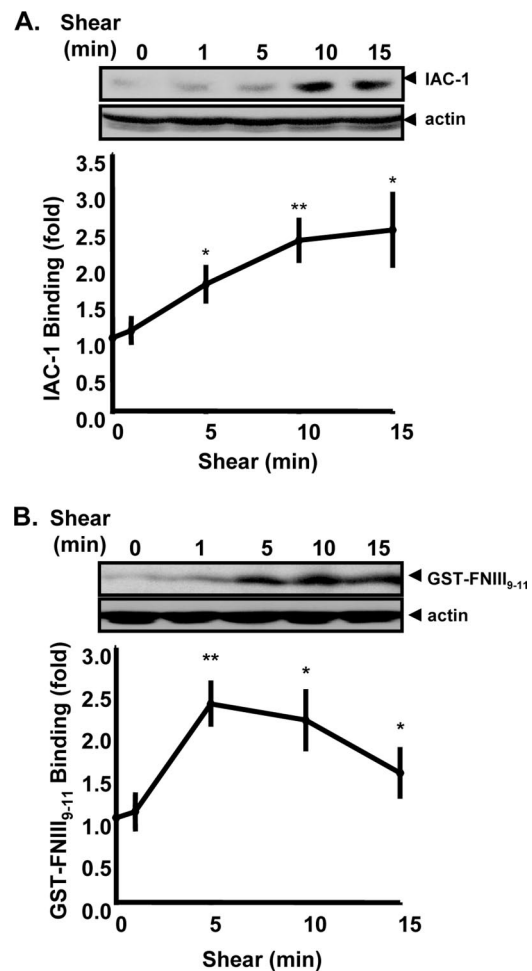 A. Shear
(min) 0 1 5 10 15
IAC-1
actin
3.5
**
*
3.0
*
2.5
2.0
1.5
1.0
0.5
0.0
IAC-1 Binding (fold)
0 5 10 15
Shear (min)
B. Shear
(min) 0 1 5 10 15
GST-FNIII9-11
actin
3.0
** *
2.5
*
2.0
1.5
1.0
0.5
0.0
GST-FNIII9-11 Binding (fold)
0 5 10 15
Shear (min)